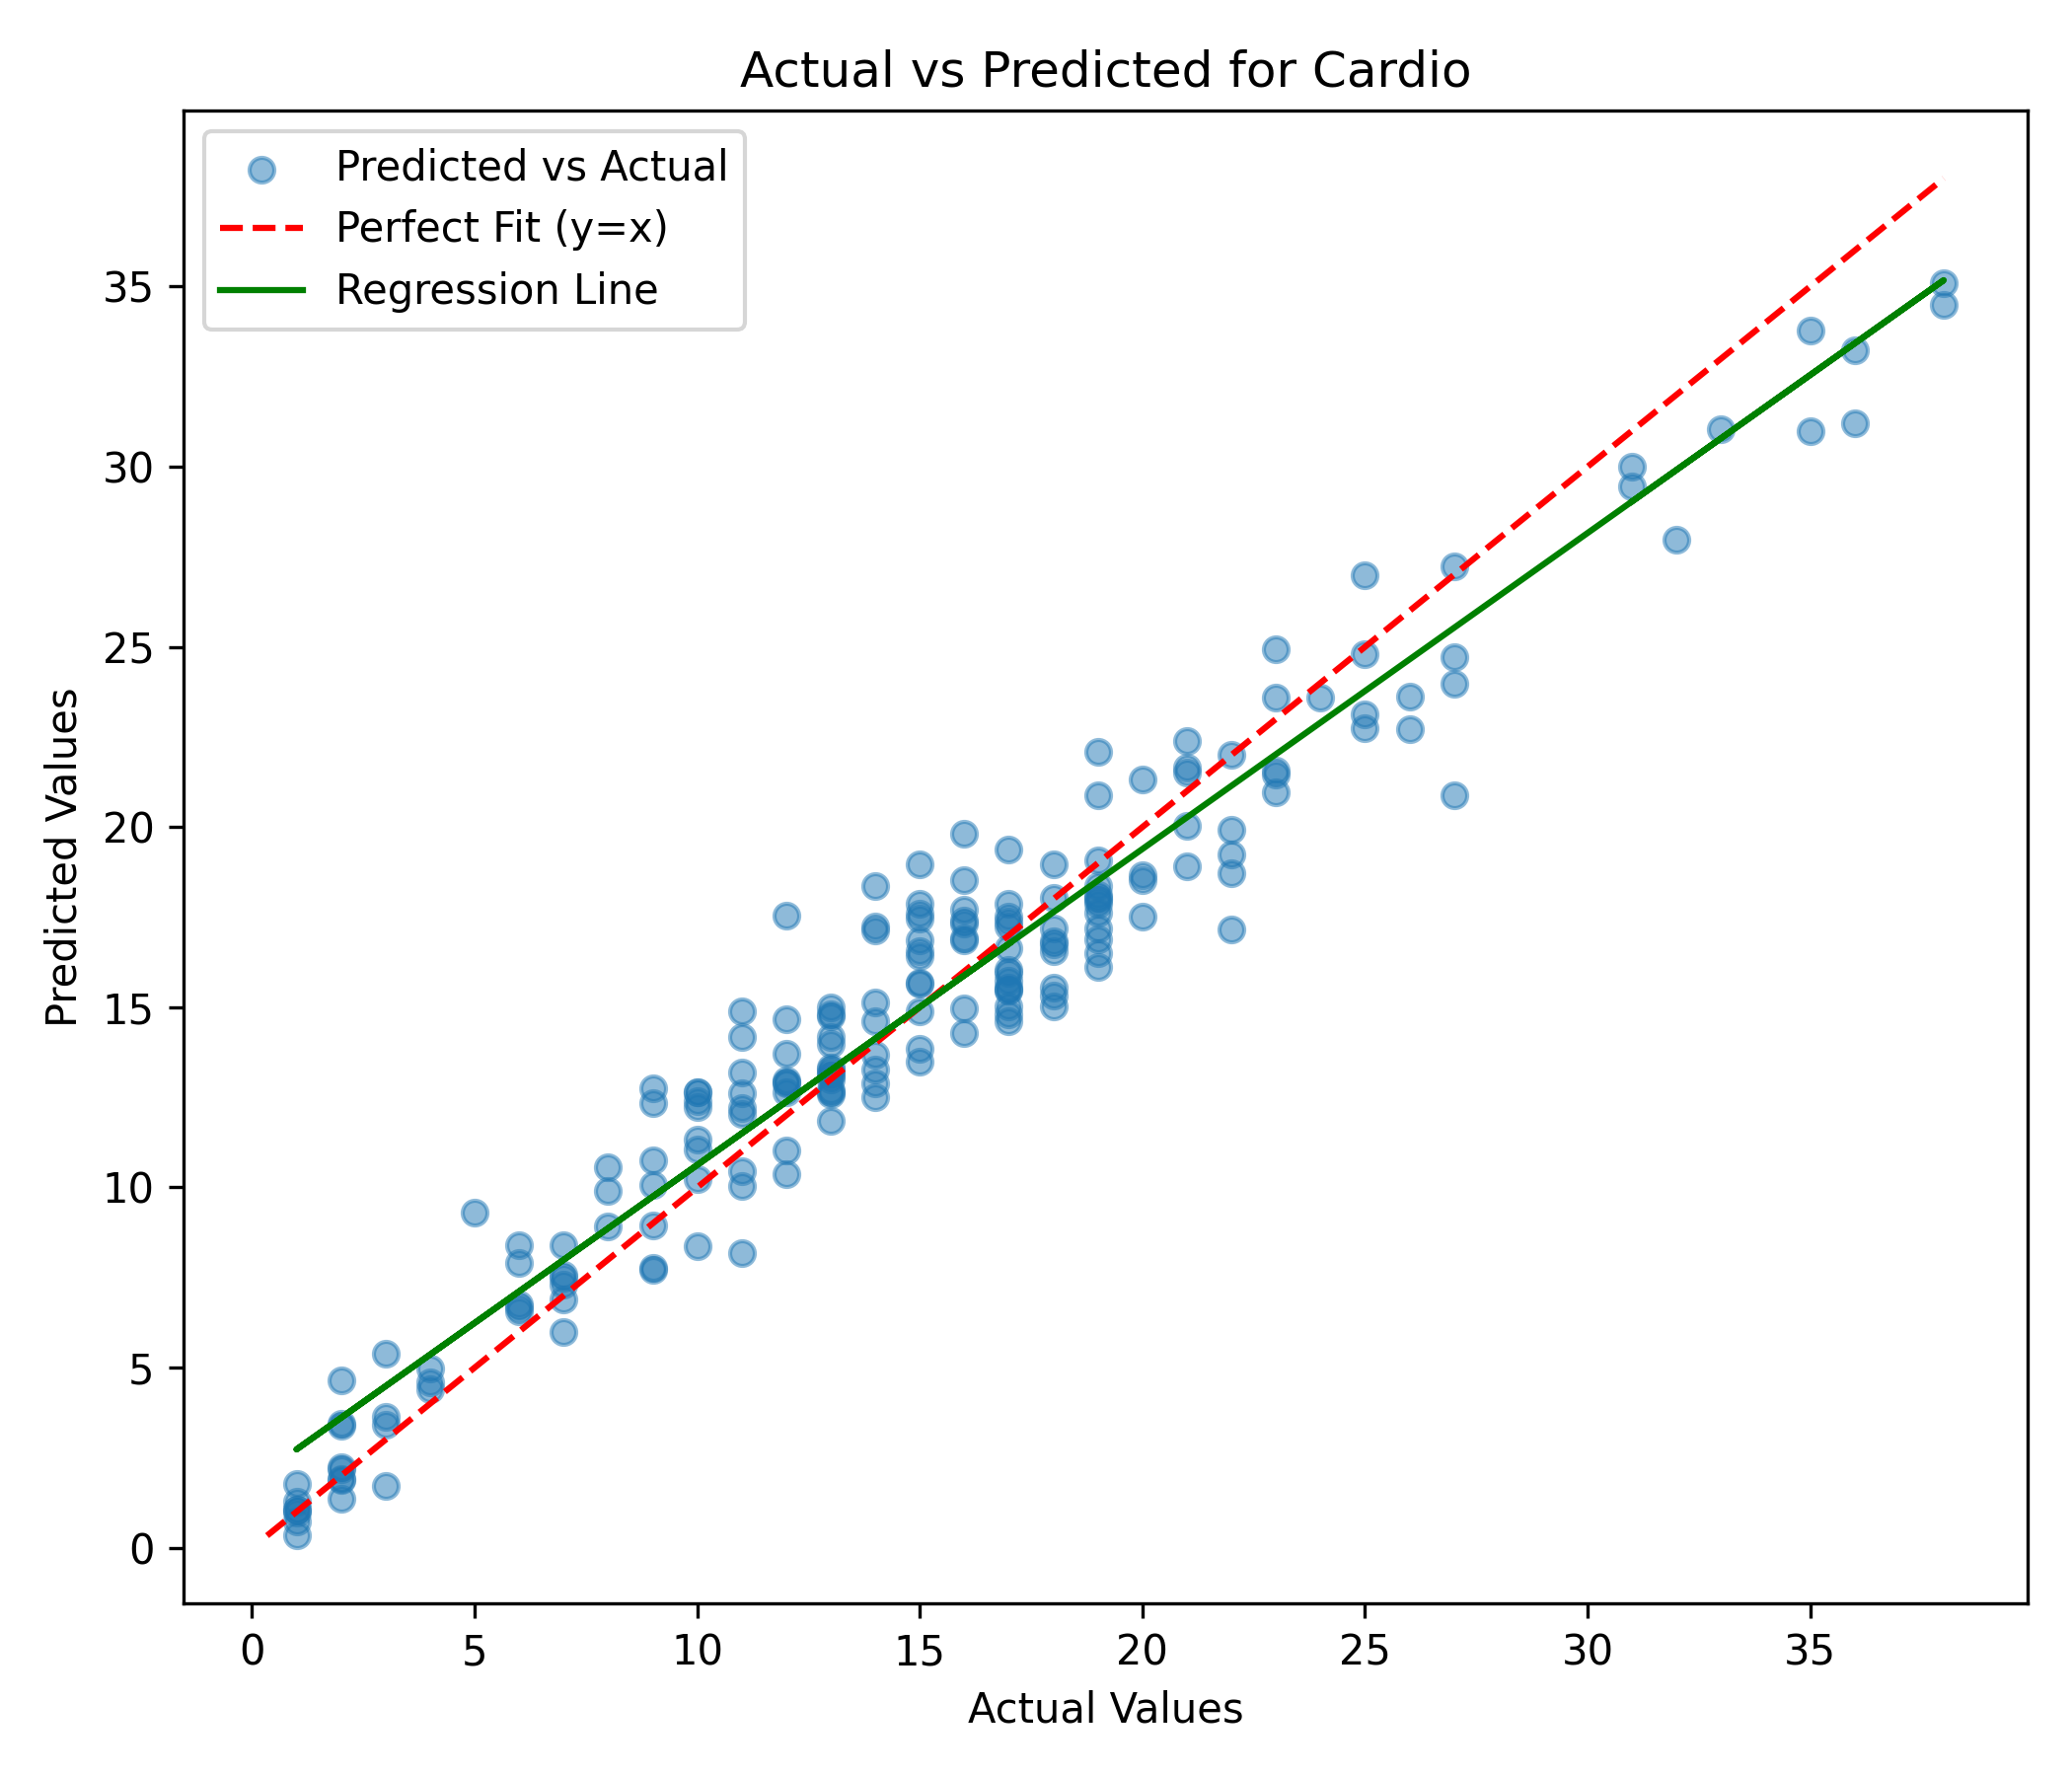 Actual vs Predicted for Cardio
Predicted vs Actual
Perfect Fit (y=x)
Regression Line
Predicted Values
35
30
25
20
15
10
5
0
0 5 10 15 20 25 30 35
Actual Values